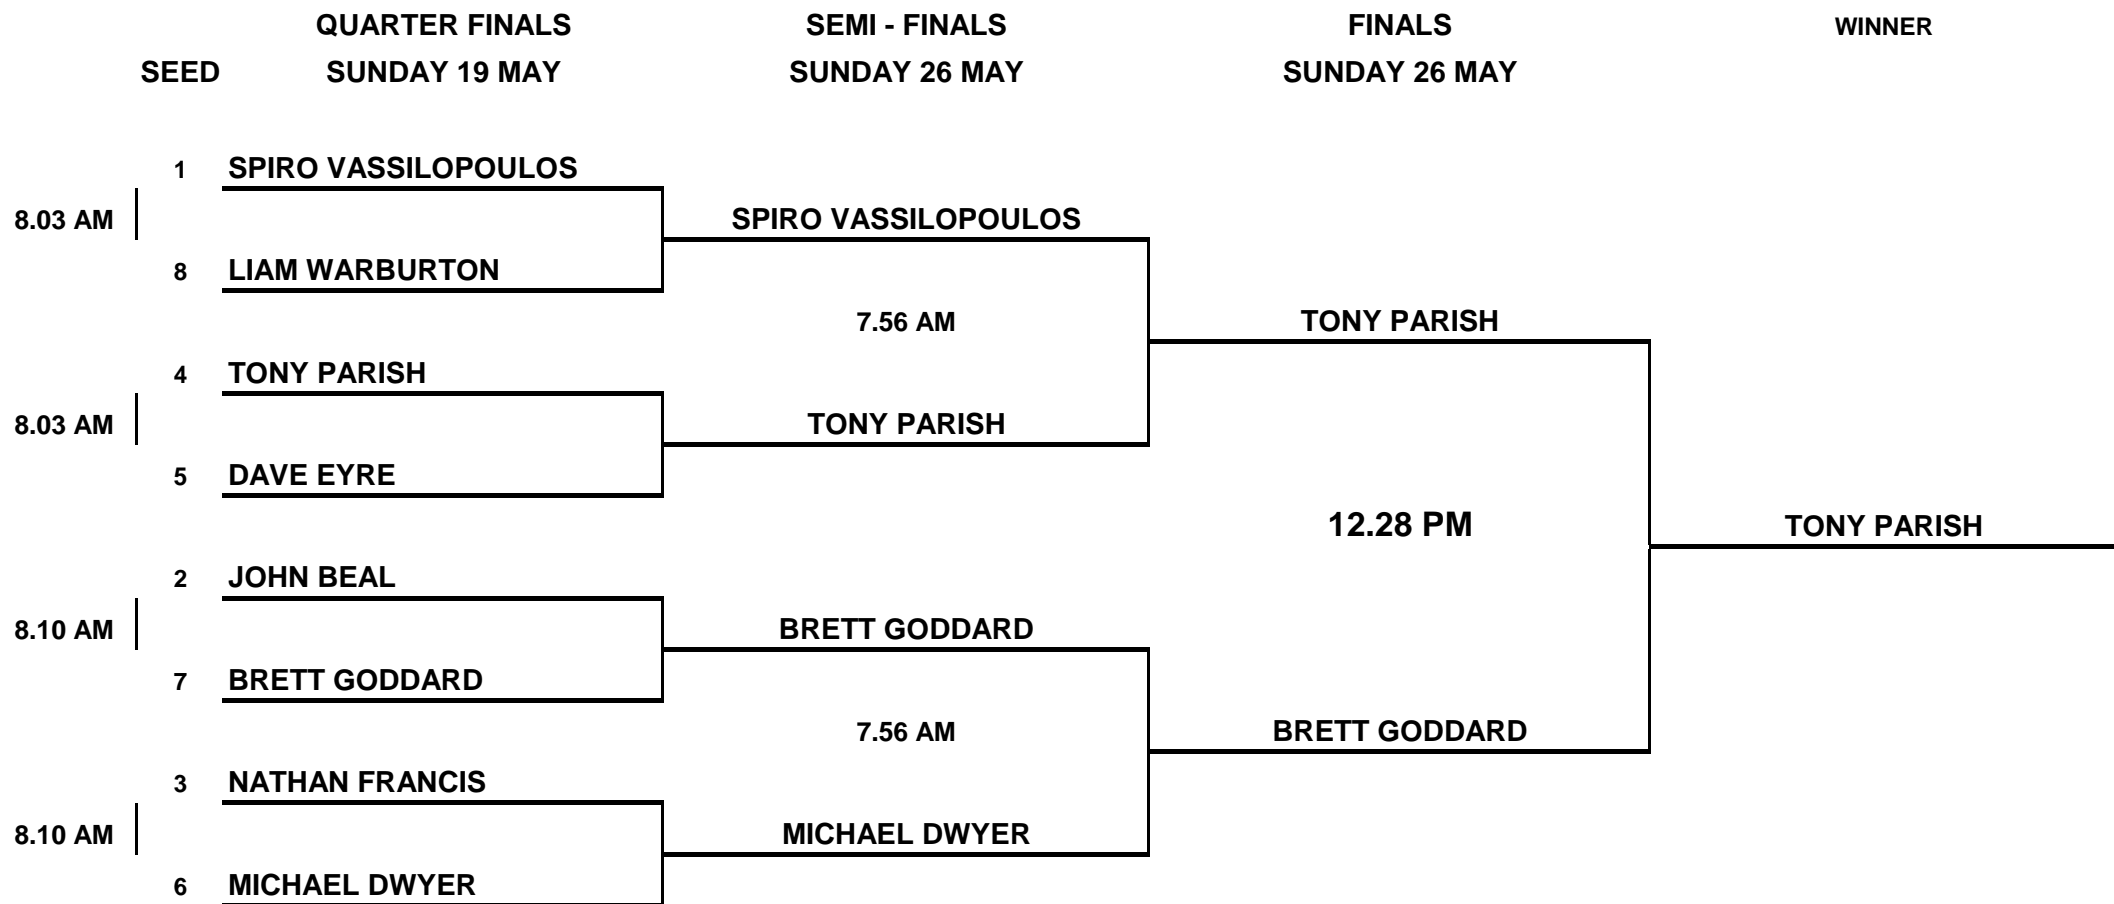 QUARTER FINALS SEMI - FINALS FINALS WINNER
SEED SUNDAY 19 MAY SUNDAY 26 MAY SUNDAY 26 MAY
1 SPIRO VASSILOPOULOS
8.03 AM SPIRO VASSILOPOULOS
8 LIAM WARBURTON
7.56 AM TONY PARISH
4 TONY PARISH
8.03 AM TONY PARISH
5 DAVE EYRE
12.28 PM TONY PARISH
2 JOHN BEAL
8.10 AM BRETT GODDARD
7 BRETT GODDARD
7.56 AM BRETT GODDARD
3 NATHAN FRANCIS
8.10 AM MICHAEL DWYER
6 MICHAEL DWYER